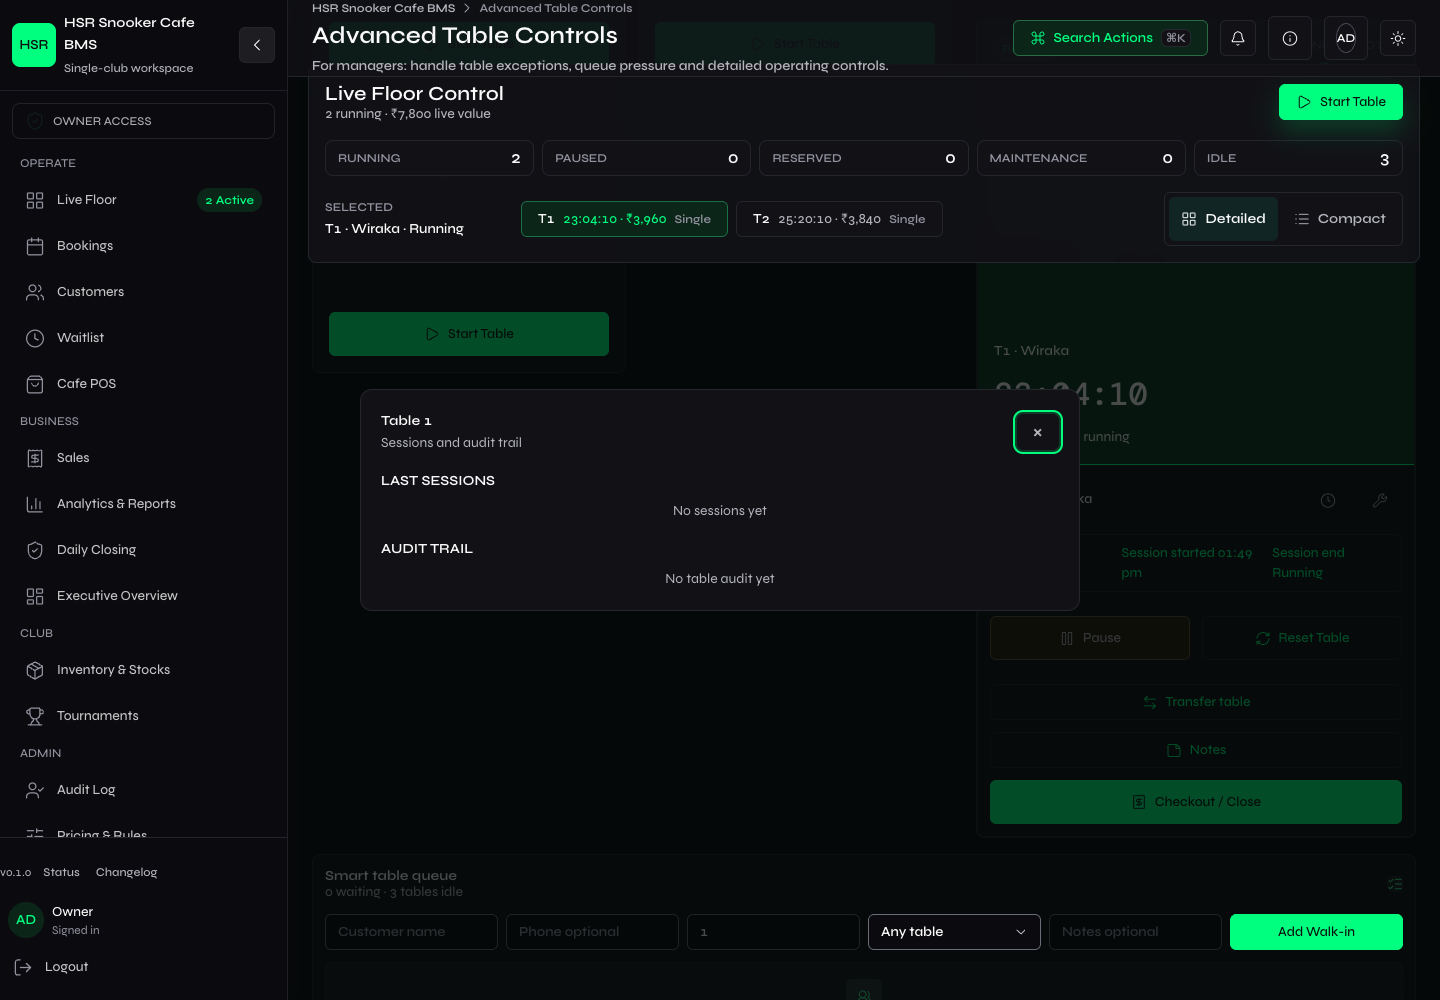 HSR
HSR Snooker Cafe
BMS
Single-club workspace
OWNER ACCESS
OPERATE
Live Floor
2 Active
Bookings
Customers
Waitlist
Cafe POS
BUSINESS
Sales
Analytics & Reports
Daily Closing
Executive Overview
CLUB
Inventory & Stocks
Tournaments
ADMIN
Audit Log
Pricing & Rules
v0.1.0 Status Changelog
AD
Owner
Signed in
Logout
HSR Snooker Cafe BMS > Advanced Table Controls
Advanced Table Controls
For managers: handle table exceptions, queue pressure and detailed operating controls.
Search Actions ⌘K
AD
Start Table
Live Floor Control
2 running · ₹7,800 live value
Start Table
RUNNING 2
PAUSED 0
RESERVED 0
MAINTENANCE 0
IDLE 3
SELECTED
T1 · Wiraka · Running
T1 23:04:10 · ₹3,960 Single
T2 25:20:10 · ₹3,840 Single
Detailed
Compact
Start Table
T1 · Wiraka
23:04:10
running
Table 1
Sessions and audit trail
×
LAST SESSIONS
No sessions yet
AUDIT TRAIL
No table audit yet
Session started 01:49
pm
Session end
Running
Pause
Reset Table
Transfer table
Notes
Checkout / Close
Smart table queue
0 waiting · 3 tables idle
Customer name
Phone optional
1
Any table
Notes optional
Add Walk-in